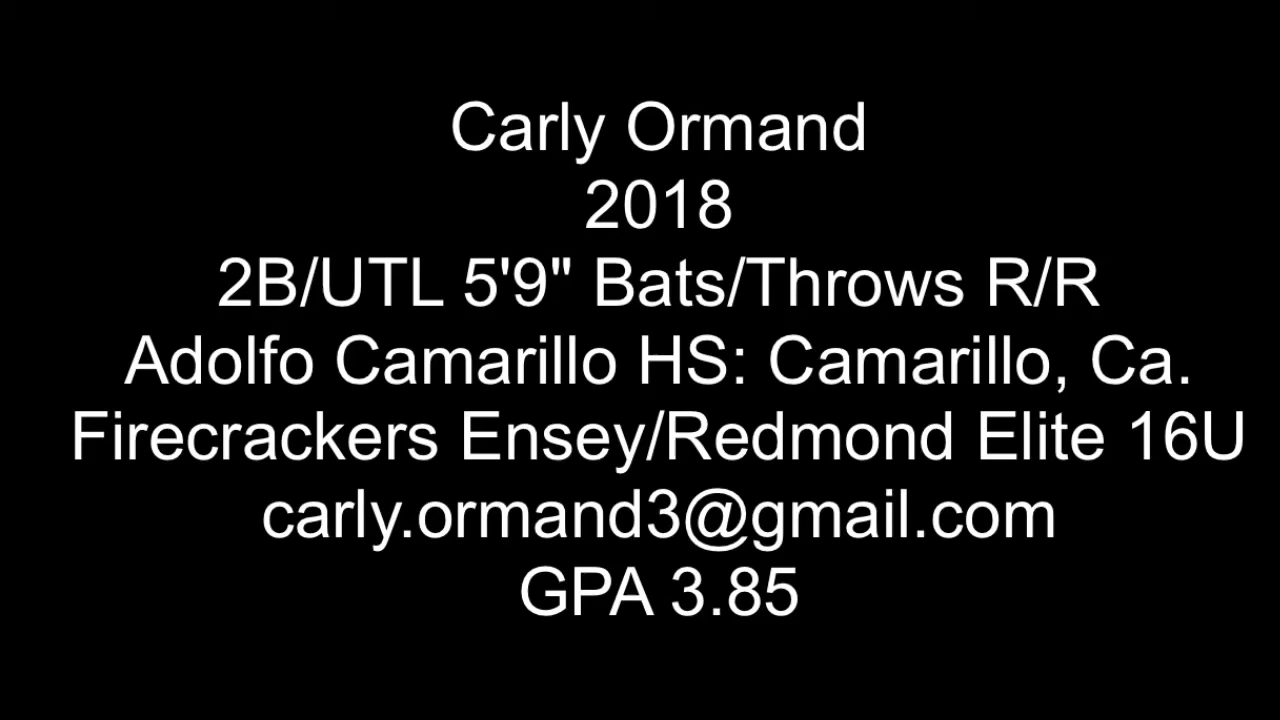 Carly Ormand
2018
2B/UTL 5'9" Bats/Throws R/R
Adolfo Camarillo HS: Camarillo, Ca.
Firecrackers Ensey/Redmond Elite 16U
carly.ormand3@gmail.com
GPA 3.85